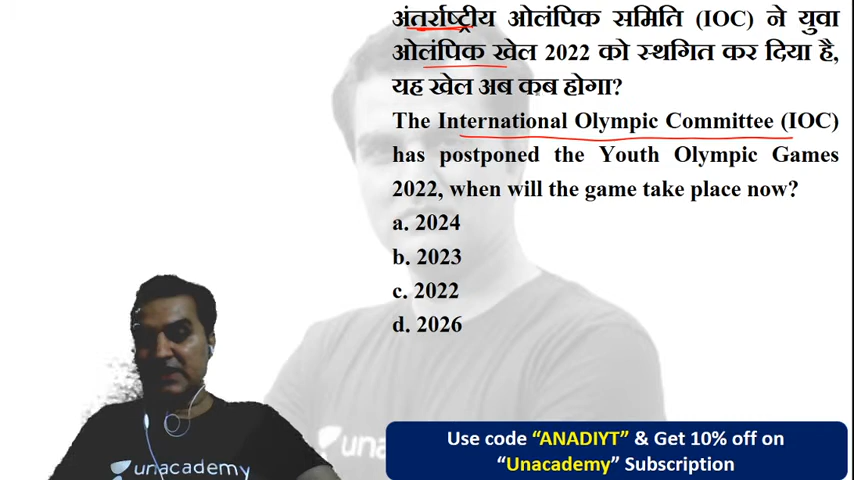 अंतर्राष्ट्रीय ओलंपिक समिति (IOC) ने युवा
ओलंपिक खेल 2022 को स्थगित कर दिया है,
यह खेल अब कब होगा?
The International Olympic Committee (IOC)
has postponed the Youth Olympic Games
2022, when will the game take place now?
a. 2024
b. 2023
c. 2022
d. 2026
unacademy
una
Use code “ANADIYT” & Get 10% off on
“Unacademy” Subscription